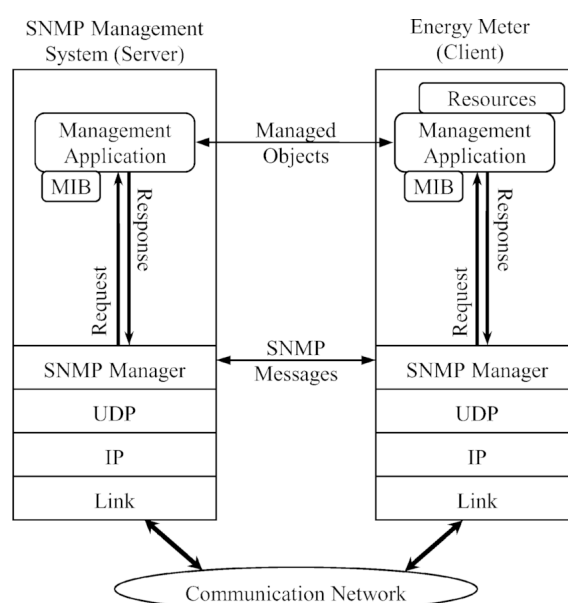 SNMP Management
System (Server)
Energy Meter
(Client)
Resources
Management
Application
MIB
Managed
Objects
Management
Application
MIB
Request
Response
Request
Response
SNMP Manager
SNMP
Messages
SNMP Manager
UDP
UDP
IP
IP
Link
Link
Communication Network